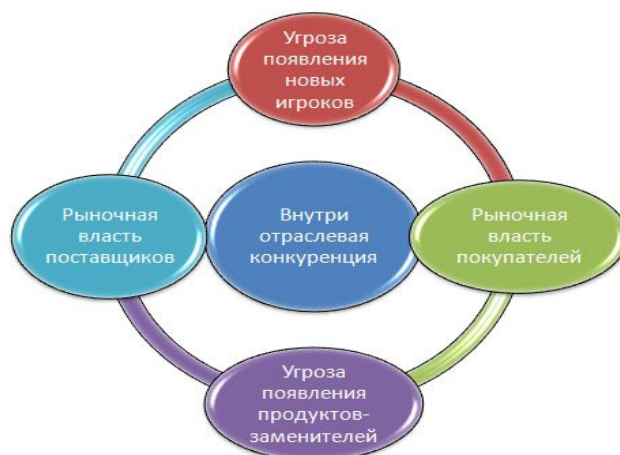 Угроза
появления
новых
игроков
Рыночная
власть
поставщиков
Внутри
отраслевая
конкуренция
Рыночная
власть
покупателей
Угроза
появления
продуктов-
заменителей